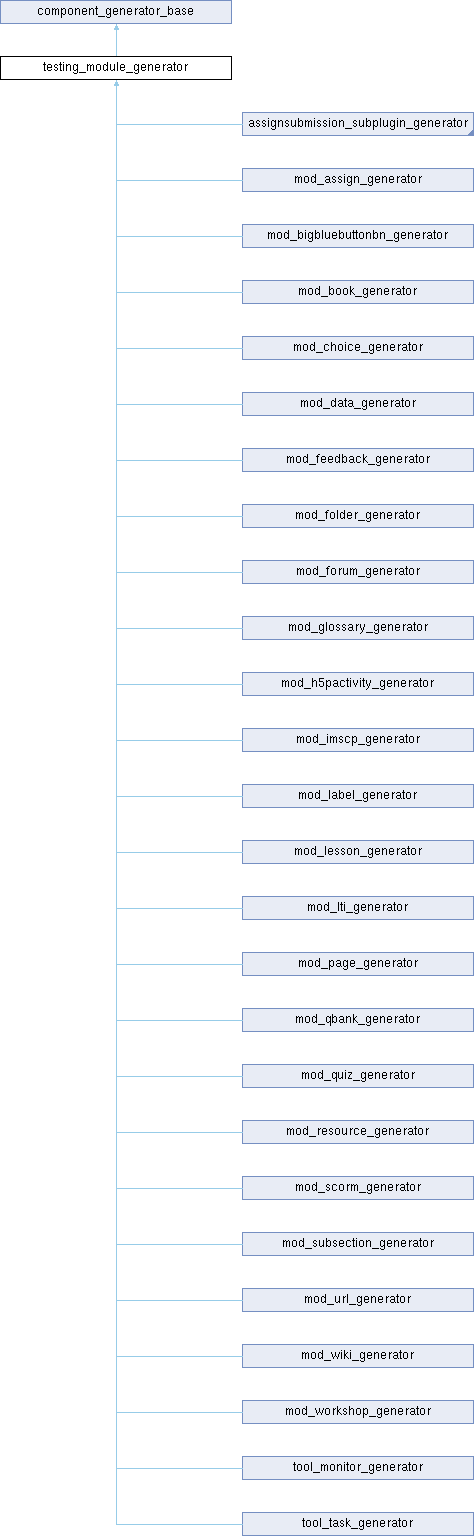 component_generator_base
testing_module_generator
assignsubmission_subplugin_generator
mod_assign_generator
mod_bigbluebuttonbn_generator
mod_book_generator
mod_choice_generator
mod_data_generator
mod_feedback_generator
mod_folder_generator
mod_forum_generator
mod_glossary_generator
mod_h5pactivity_generator
mod_imscp_generator
mod_label_generator
mod_lesson_generator
mod_lti_generator
mod_page_generator
mod_qbank_generator
mod_quiz_generator
mod_resource_generator
mod_scorm_generator
mod_subsection_generator
mod_url_generator
mod_wiki_generator
mod_workshop_generator
tool_monitor_generator
tool_task_generator